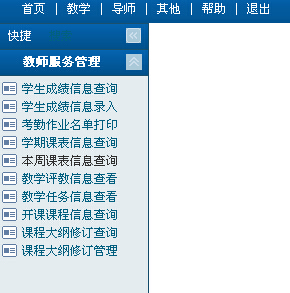 首页 | 教学 | 导师 | 其他 | 帮助 | 退出
快捷
教师服务管理
学生成绩信息查询
学生成绩信息录入
考勤作业名单打印
学期课表信息查询
本周课表信息查询
教学评教信息查看
教学任务信息查看
开课课程信息查询
课程大纲修订查询
课程大纲修订管理